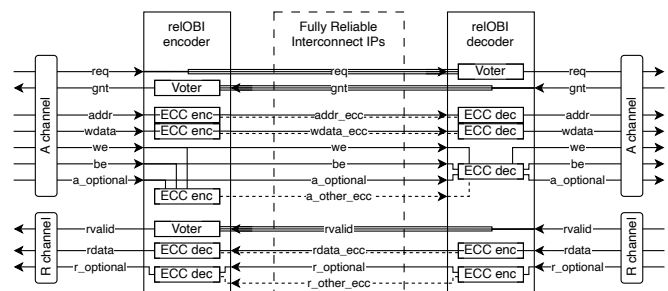 relOBI encoder
Fully Reliable Interconnect IPs
relOBI decoder
A channel
req
req
Voter
req
gnt
Voter
gnt
gnt
addr
ECC enc
addr_ecc
ECC dec
addr
wdata
ECC enc
wdata_ecc
ECC dec
wdata
we
we
we
be
be
ECC dec
be
a_optional
a_optional
a_optional
ECC enc
a_other_ecc
A channel
R channel
rvalid
Voter
rvalid
rvalid
rdata
ECC dec
rdata_ecc
ECC enc
rdata
r_optional
ECC dec
r_optional
ECC enc
r_optional
r_other_ecc
R channel